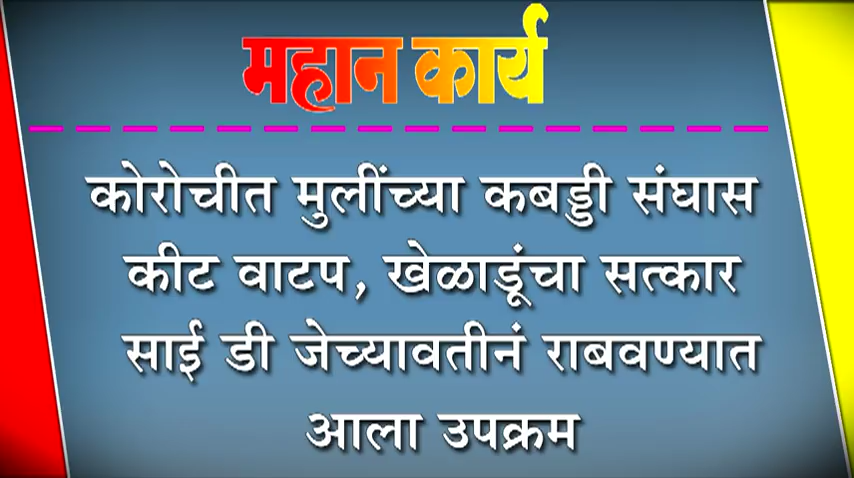 महान कार्य
कोरोचीत मुलींच्या कबड्डी संघास
कीट वाटप, खेळाडूंचा सत्कार
साई डी जेच्यावतीनं राबवण्यात
आला उपक्रम